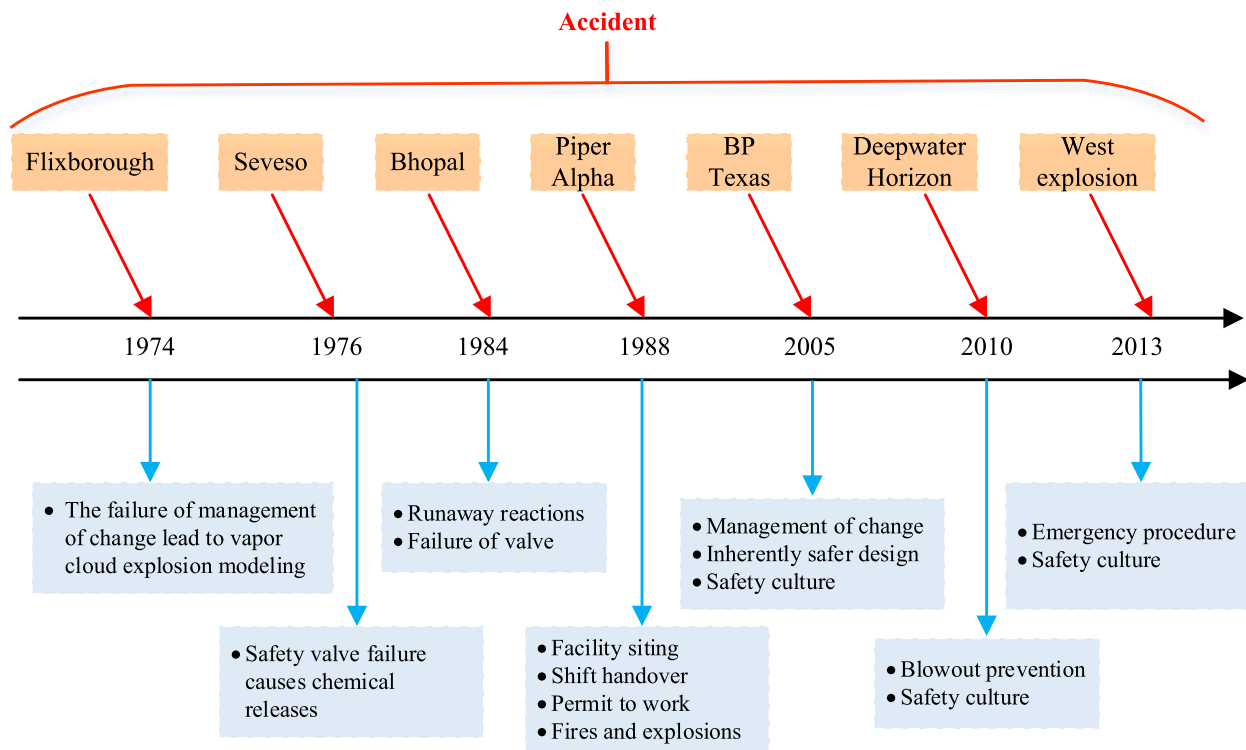 Accident
Flixborough
Seveso
Bhopal
Piper
Alpha
BP
Texas
Deepwater
Horizon
West
explosion
1974
1976
1984
1988
2005
2010
2013
• The failure of management
of change lead to vapor
cloud explosion modeling
• Safety valve failure
causes chemical
releases
• Runaway reactions
• Failure of valve
• Facility siting
• Shift handover
• Permit to work
• Fires and explosions
• Management of change
• Inherently safer design
• Safety culture
• Blowout prevention
• Safety culture
• Emergency procedure
• Safety culture